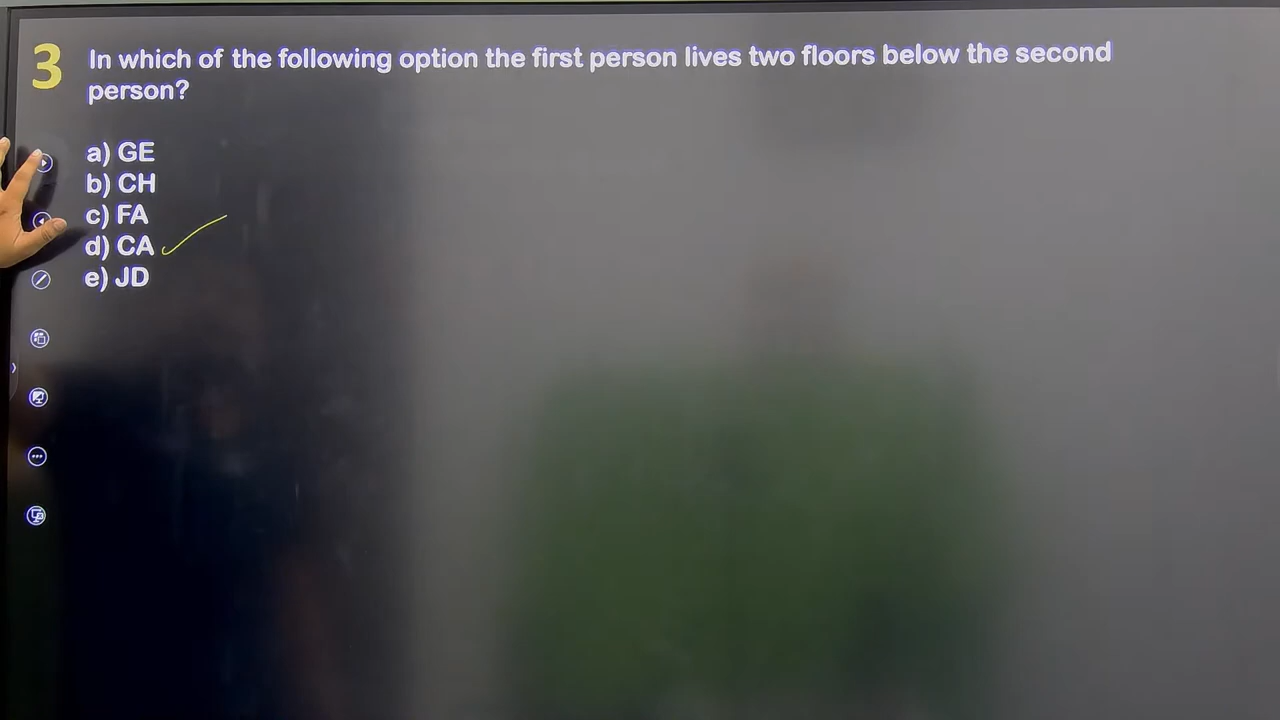 3 In which of the following option the first person lives two floors below the second
person?
a) GE
b) CH
c) FA
d) CA
e) JD